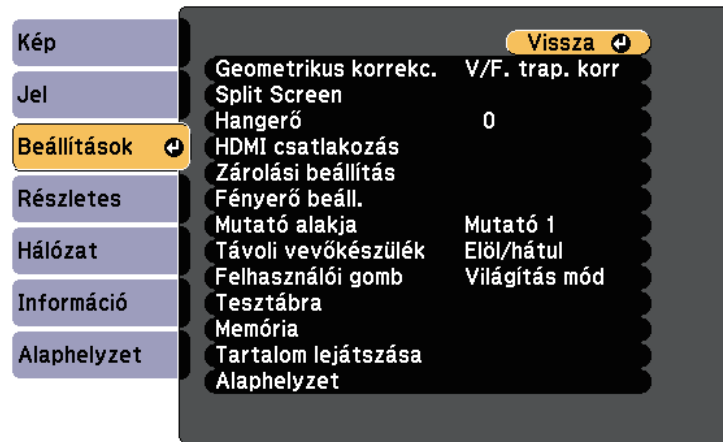 Kép
Jel
Beállítások
Részletes
Hálózat
Információ
Alaphelyzet
Vissza
Geometrikus korrekc. V/F. trap. korr
Split Screen
Hangerő 0
HDMI csatlakozás
Zárolási beállítás
Fényerő beáll.
Mutató alakja Mutató 1
Távoli vevőkészülék Elöl/hátul
Felhasználói gomb Világítás mód
Tesztábra
Memória
Tartalom lejátszása
Alaphelyzet